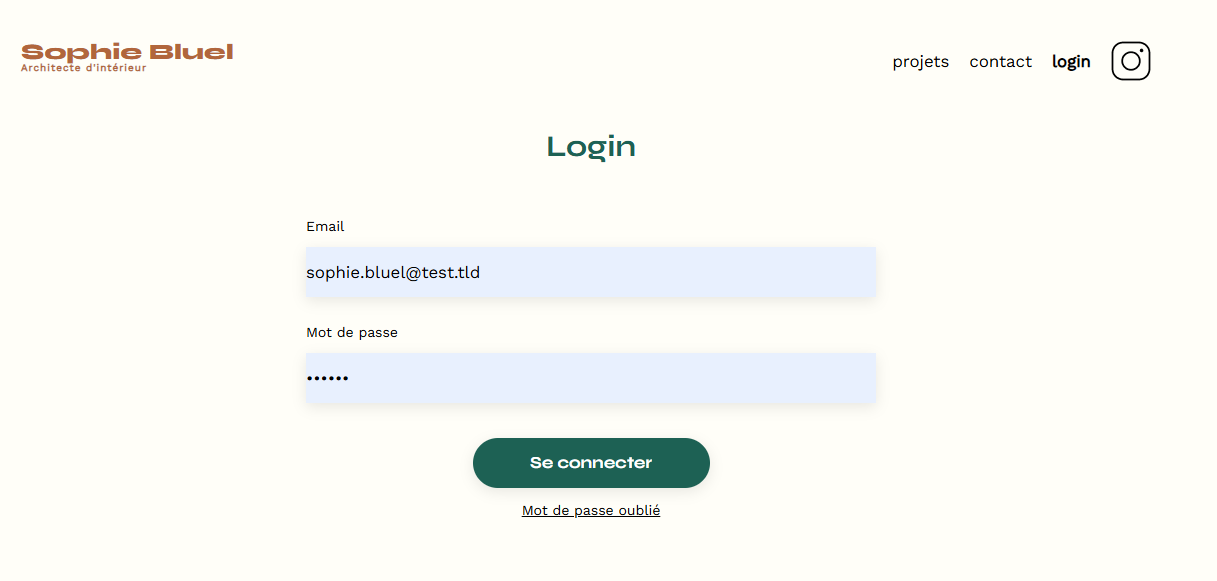 Sophie Bluel
Architecte d'intérieur
projets contact login
Login
Email
sophie.bluel@test.tld
Mot de passe
••••••
Se connecter
Mot de passe oublié